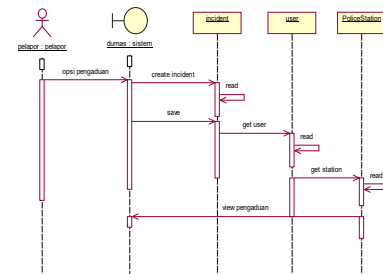 incident
user
PoliceStation
pelapor : pelapor
dumas : sistem
opsi pengaduan
create incident
read
save
get user
read
get station
read
view pengaduan